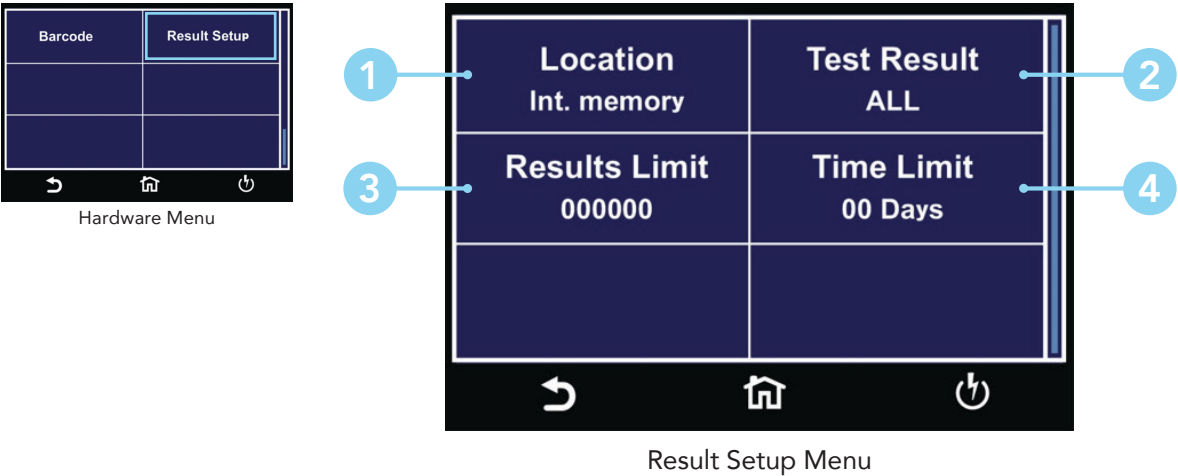 Barcode
Result Setup
Hardware Menu
1
Location
Int. memory
Test Result
ALL
2
3
Results Limit
000000
Time Limit
00 Days
4
Result Setup Menu